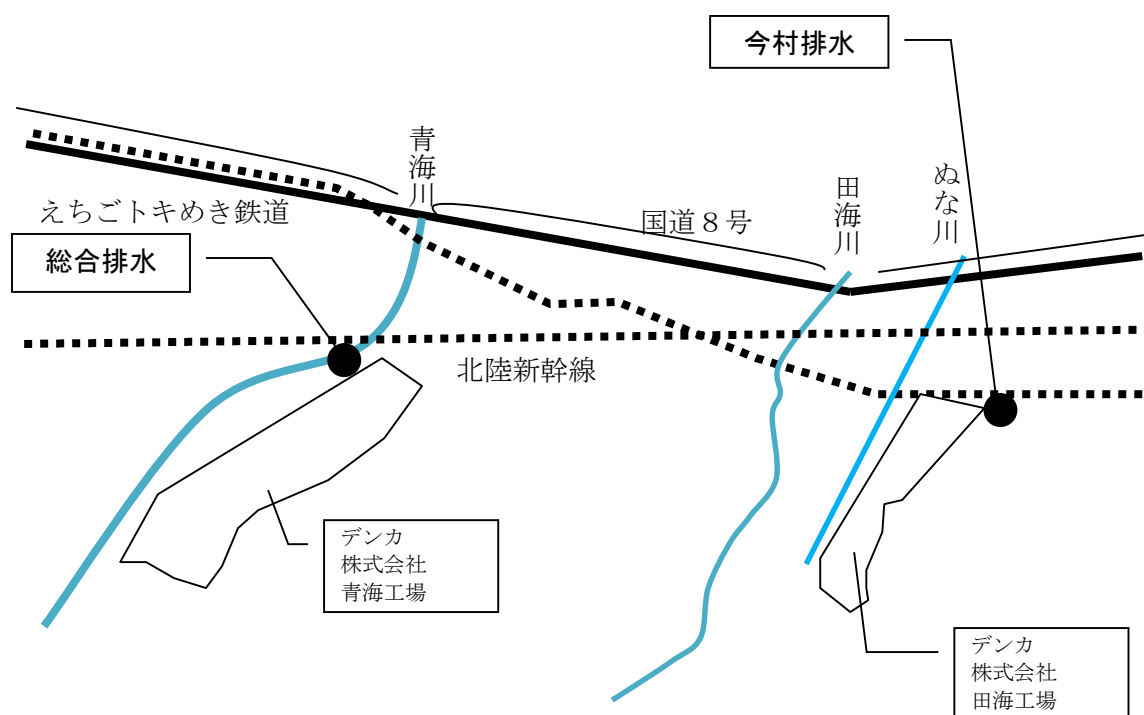 今村排水
青海川
ぬな川
田海川
えちごトキめき鉄道
国道８号
総合排水
北陸新幹線
デンカ
株式会社
青海工場
デンカ
株式会社
田海工場